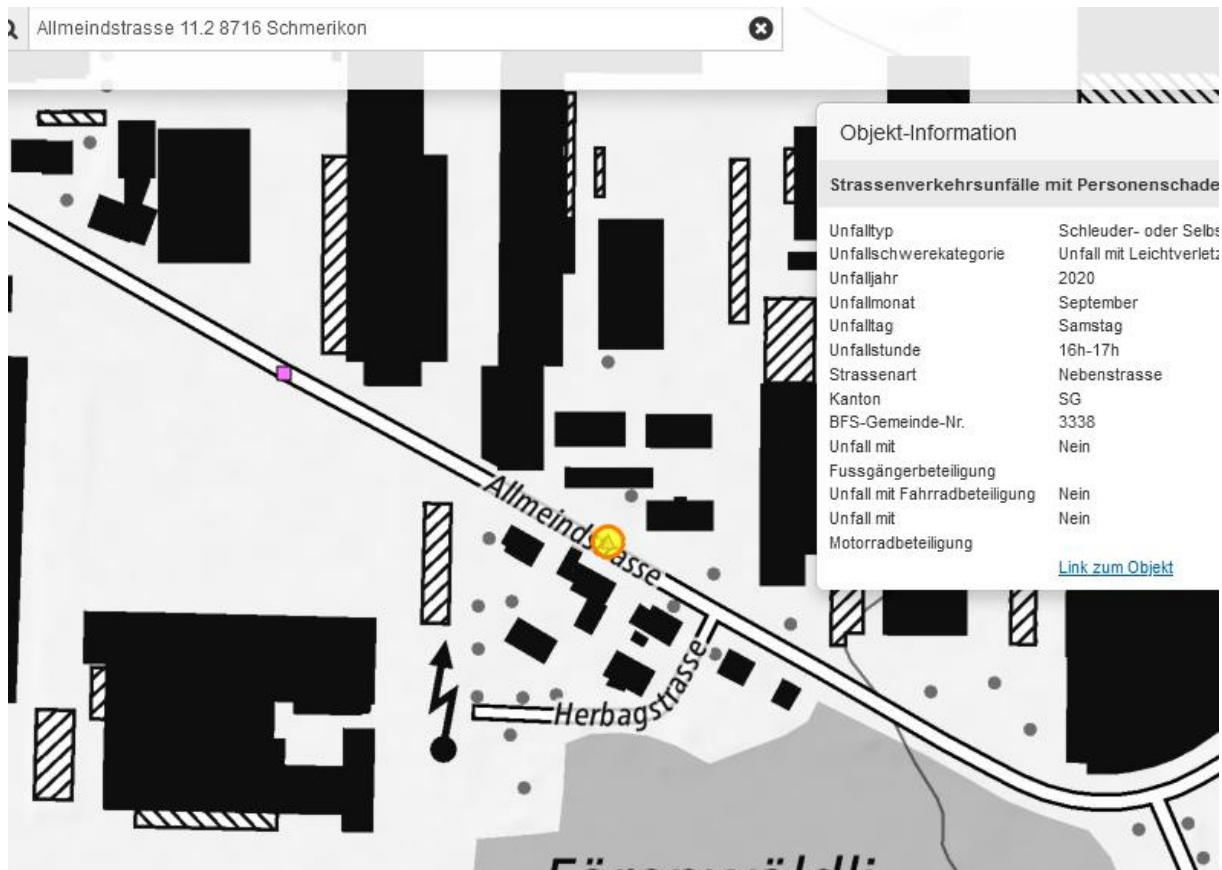 Allmeindstrasse 11.2 8716 Schmerikon
Objekt-Information
Strassenverkehrsunfälle mit Personenschade
Unfalltyp Schleuder- oder Selbs
Unfallschwerekategorie Unfall mit Leichtverletz
Unfalljahr 2020
Unfallmonat September
Unfalltag Samstag
Unfallstunde 16h-17h
Strassenart Nebenstrasse
Kanton SG
BFS-Gemeinde-Nr. 3338
Unfall mit Nein
Fussgängerbeteiligung
Unfall mit Fahrradbeteiligung Nein
Unfall mit Nein
Motorradbeteiligung
Link zum Objekt
Allmeindstrasse
Herbagstrasse